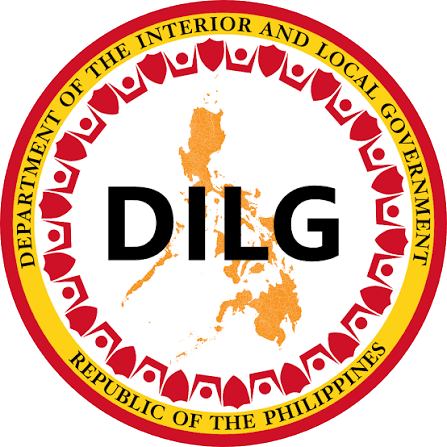 DEPARTMENT OF THE INTERIOR AND LOCAL GOVERNMENT
DILG
REPUBLIC OF THE PHILIPPINES